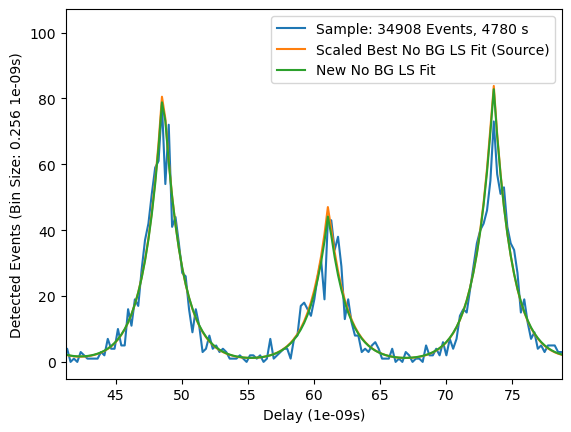 Sample: 34908 Events, 4780 s
Scaled Best No BG LS Fit (Source)
New No BG LS Fit
Detected Events (Bin Size: 0.256 1e-09s)
100
80
60
40
20
0
45 50 55 60 65 70 75
Delay (1e-09s)